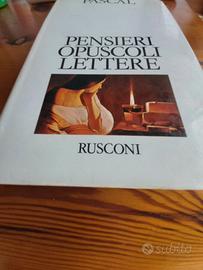 PASCAL
PENSIERI
OPUSCOLI
LETTERE
RUSCONI
subito